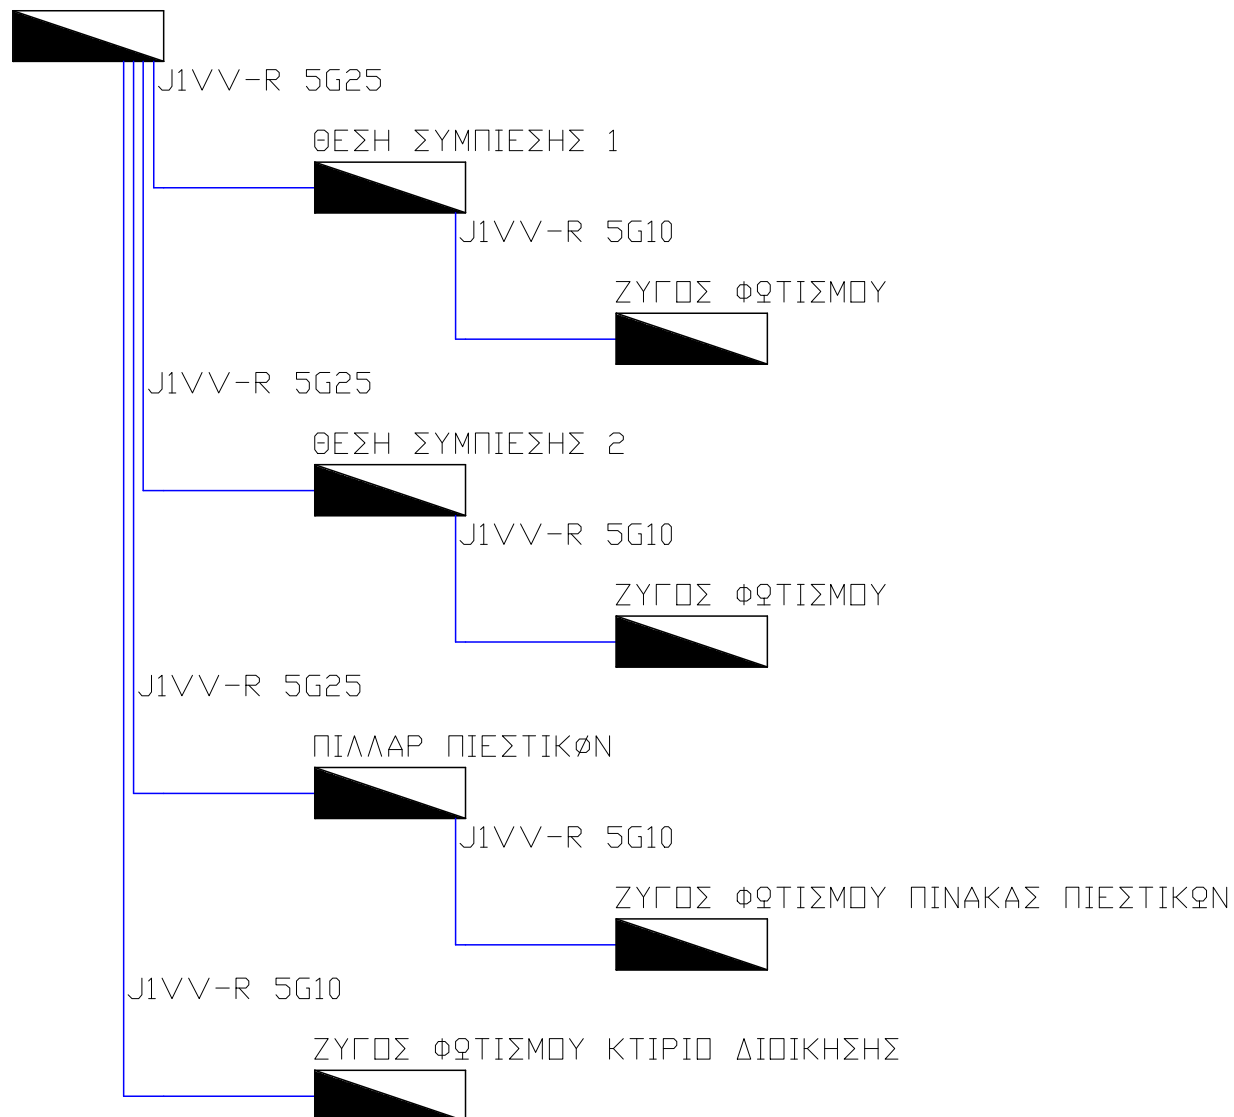 J1VV-R 5G25
ΘΕΣΗ ΣΥΜΠΙΕΣΗΣ 1
J1VV-R 5G10
ΖΥΓΟΣ ΦΩΤΙΣΜΟΥ
J1VV-R 5G25
ΘΕΣΗ ΣΥΜΠΙΕΣΗΣ 2
J1VV-R 5G10
ΖΥΓΟΣ ΦΩΤΙΣΜΟΥ
J1VV-R 5G25
ΠΙΛΛΑΡ ΠΙΕΣΤΙΚØΝ
J1VV-R 5G10
ΖΥΓΟΣ ΦΩΤΙΣΜΟΥ ΠΙΝΑΚΑΣ ΠΙΕΣΤΙΚΩΝ
J1VV-R 5G10
ΖΥΓΟΣ ΦΩΤΙΣΜΟΥ ΚΤΙΡΙΟ ΔΙΟΙΚΗΣΗΣ